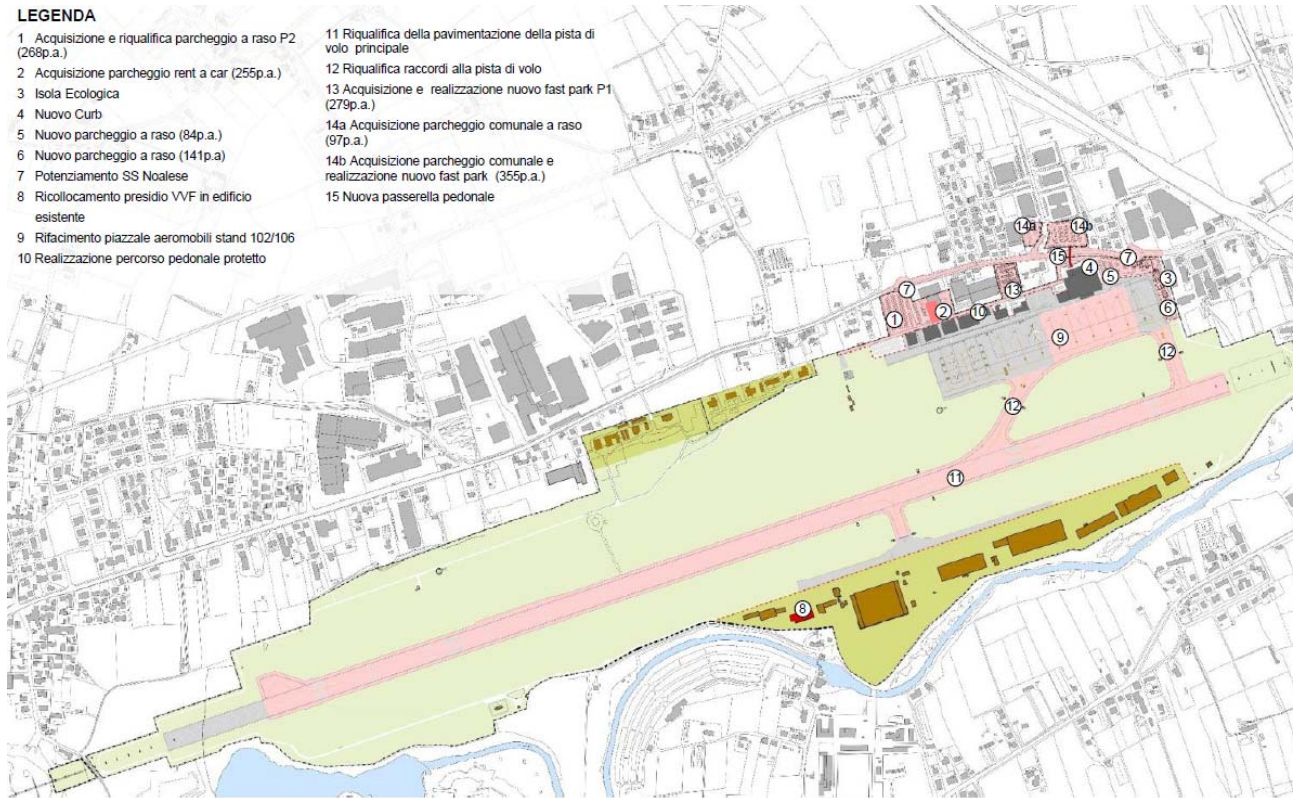 LEGENDA
1 Acquisizione e riqualifica parcheggio a raso P2
(268p.a.)
2 Acquisizione parcheggio rent a car (255p.a.)
3 Isola Ecologica
4 Nuovo Curb
5 Nuovo parcheggio a raso (84p.a.)
6 Nuovo parcheggio a raso (141p.a)
7 Potenziamento SS Noalese
8 Ricollocamento presidio VVF in edificio
esistente
9 Rifacimento piazzale aeromobili stand 102/106
10 Realizzazione percorso pedonale protetto
11 Riqualifica della pavimentazione della pista di
volo principale
12 Riqualifica raccordi alla pista di volo
13 Acquisizione e realizzazione nuovo fast park P1
(279p.a.)
14a Acquisizione parcheggio comunale a raso
(97p.a.)
14b Acquisizione parcheggio comunale e
realizzazione nuovo fast park (355p.a.)
15 Nuova passerella pedonale
14a
14b
15
7
4
5
3
7
13
1
2
10
6
9
12
12
11
8